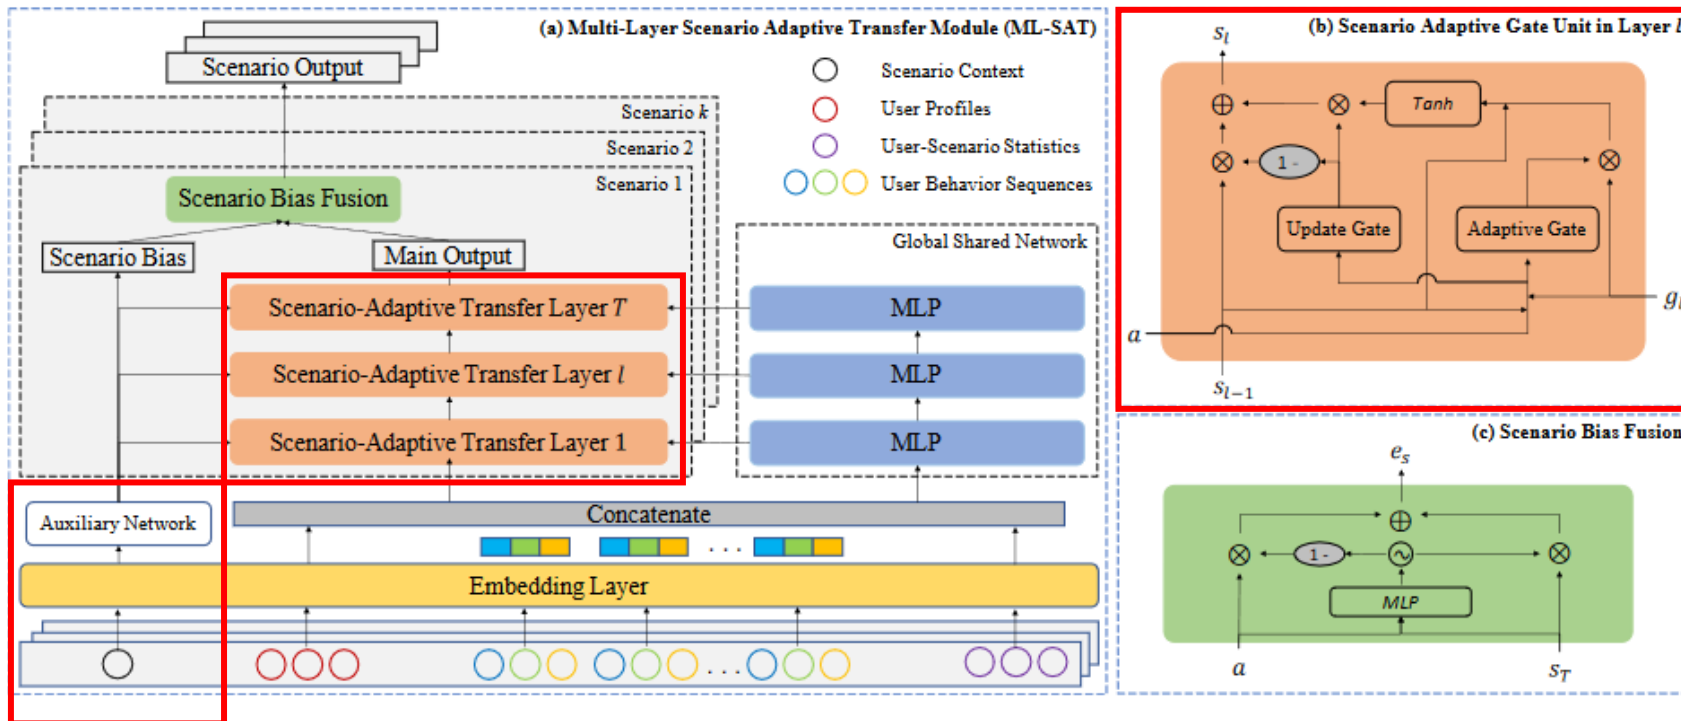 (a) Multi-Layer Scenario Adaptive Transfer Module (ML-SAT)
Scenario Output
Scenario Context
User Profiles
User-Scenario Statistics
User Behavior Sequences
Scenario k
Scenario 2
Scenario 1
Scenario Bias Fusion
Scenario Bias
Main Output
Global Shared Network
Scenario-Adaptive Transfer Layer T
MLP
Scenario-Adaptive Transfer Layer l
MLP
Scenario-Adaptive Transfer Layer 1
MLP
Auxiliary Network
Concatenate
. . .
Embedding Layer
. . .
(b) Scenario Adaptive Gate Unit in Layer l
s_l
Tanh
1 -
Update Gate
Adaptive Gate
g_l
a
s_{l-1}
(c) Scenario Bias Fusion
e_s
1 -
MLP
a
s_T